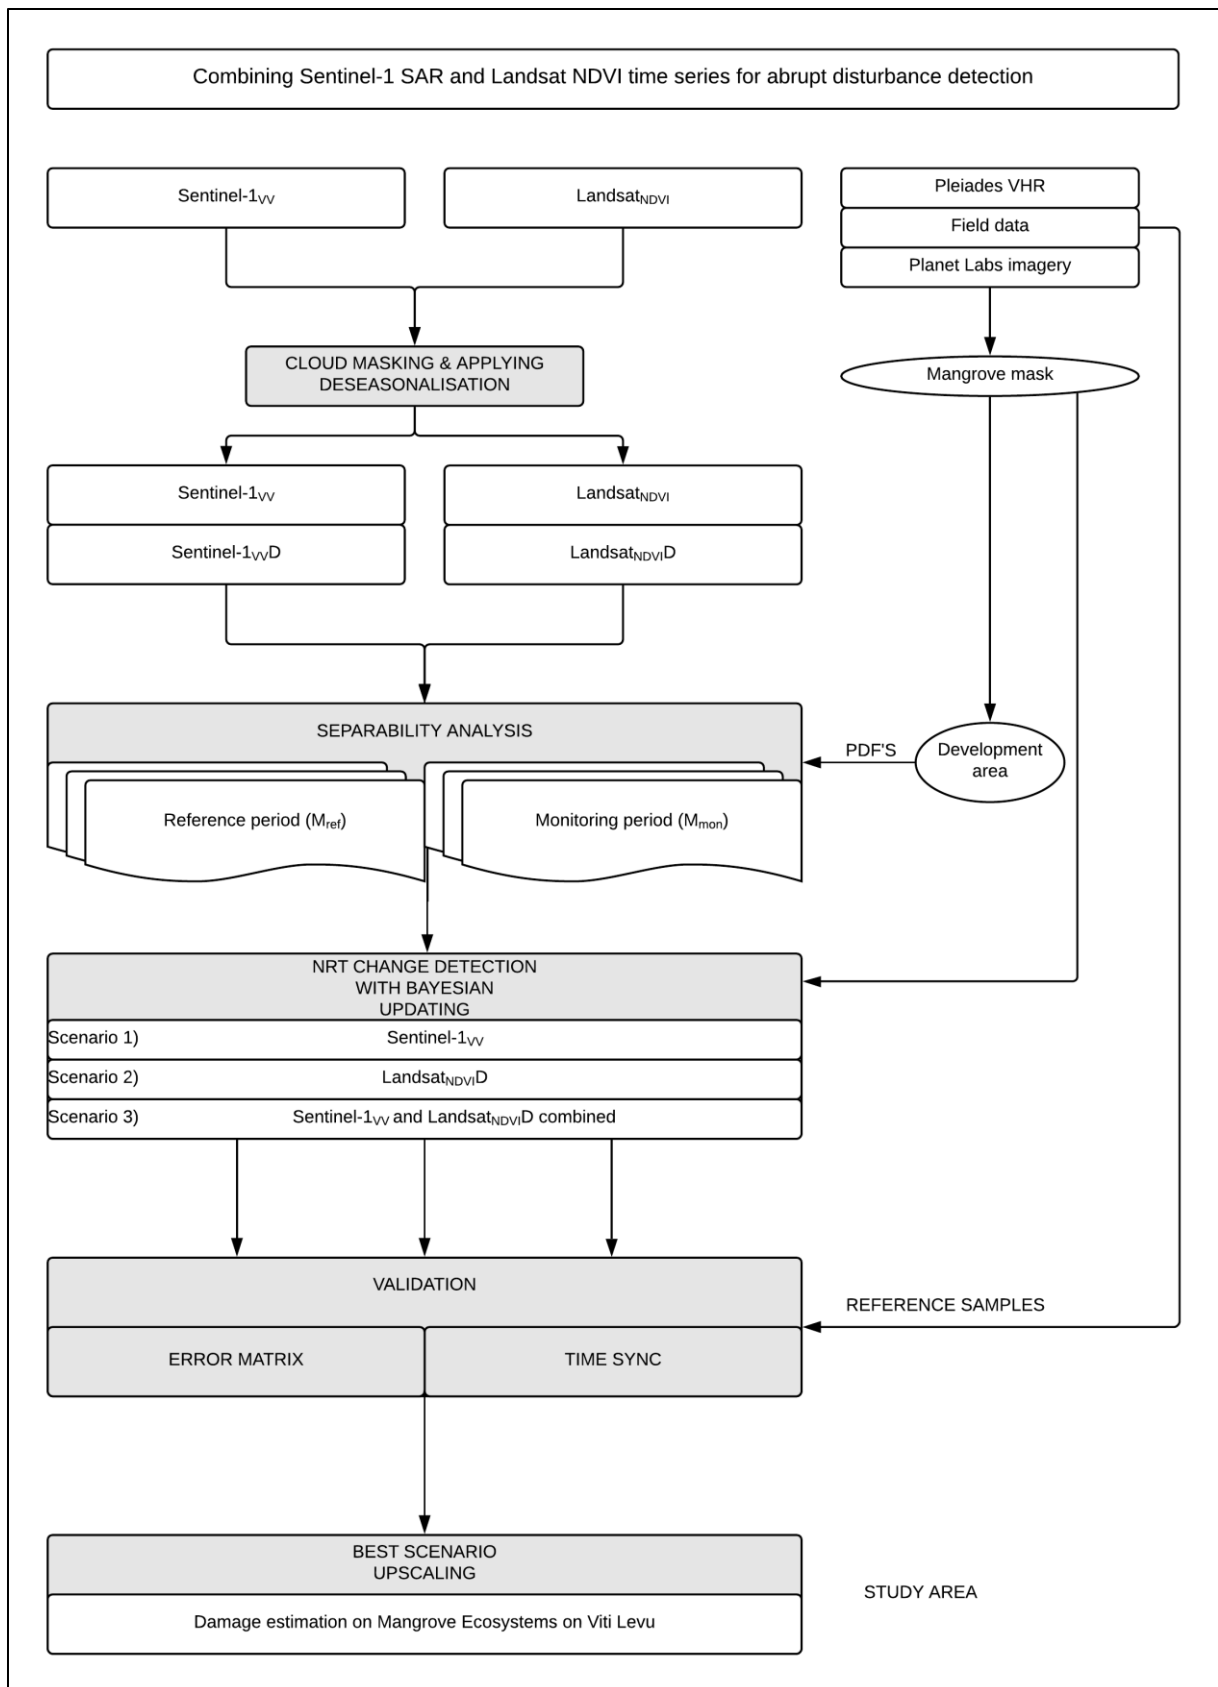 Combining Sentinel-1 SAR and Landsat NDVI time series for abrupt disturbance detection
Sentinel-1VV
LandsatNDVI
Pleiades VHR
Field data
Planet Labs imagery
CLOUD MASKING & APPLYING
DESEASONALISATION
Mangrove mask
Sentinel-1VV
LandsatNDVI
Sentinel-1VVD
LandsatNDVID
SEPARABILITY ANALYSIS
PDF'S
Development
area
Reference period (Mref)
Monitoring period (Mmon)
NRT CHANGE DETECTION
WITH BAYESIAN
UPDATING
Scenario 1) Sentinel-1VV
Scenario 2) LandsatNDVID
Scenario 3) Sentinel-1VV and LandsatNDVID combined
VALIDATION
REFERENCE SAMPLES
ERROR MATRIX
TIME SYNC
BEST SCENARIO
UPSCALING
STUDY AREA
Damage estimation on Mangrove Ecosystems on Viti Levu